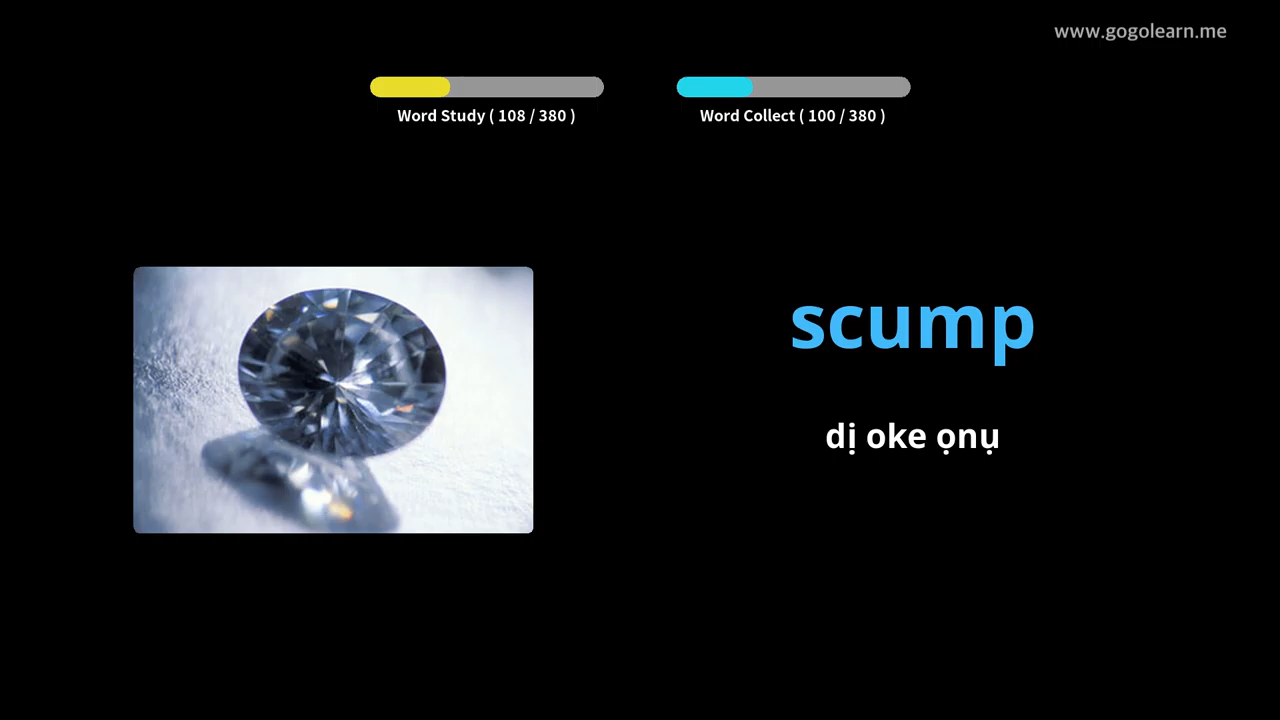 www.gogolearn.me
Word Study ( 108 / 380 )
Word Collect ( 100 / 380 )
scump
dị oke ọnụ